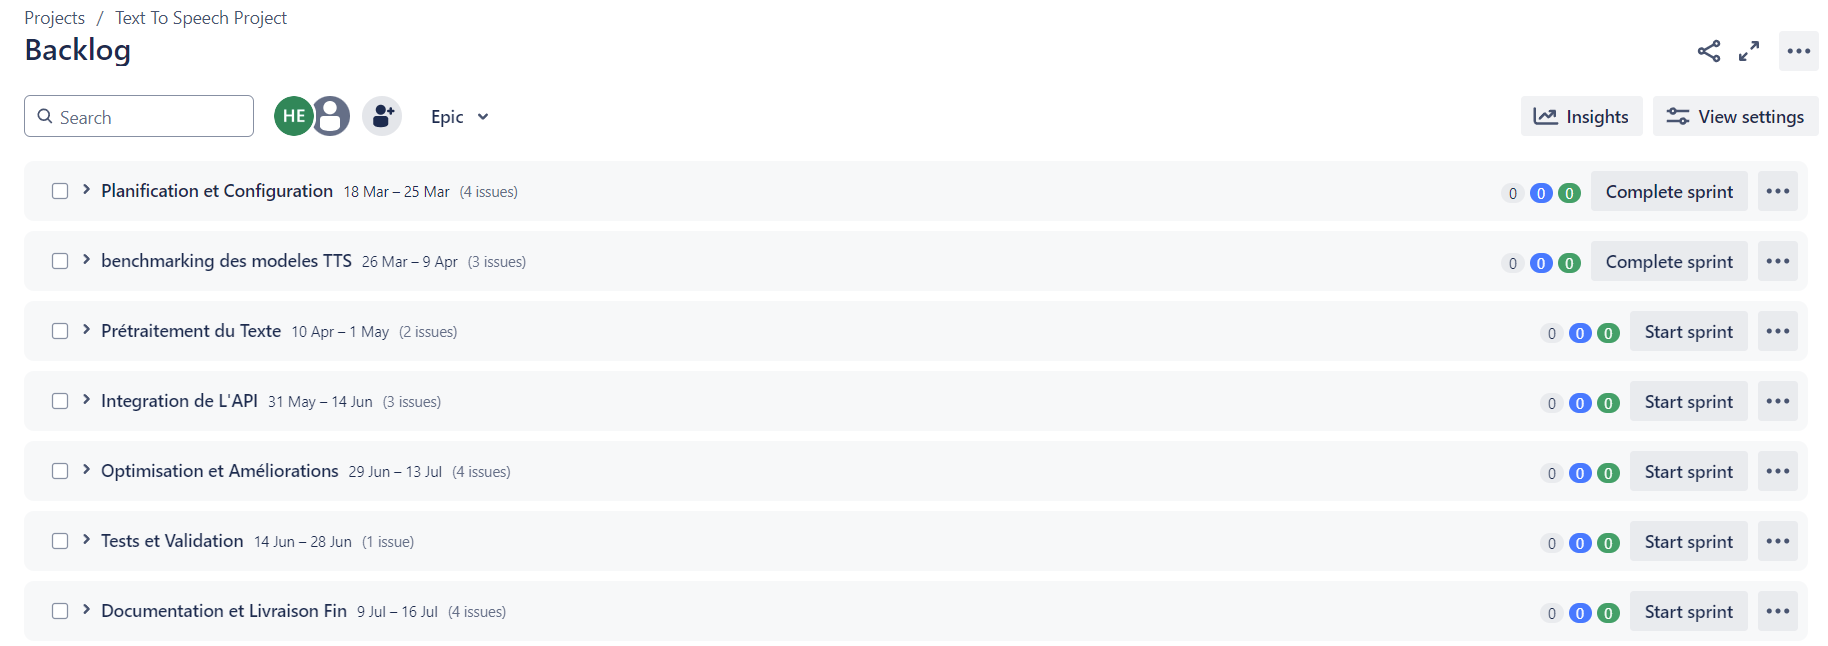 Projects / Text To Speech Project
Backlog
Search HE Epic Insights View settings
Planification et Configuration 18 Mar – 25 Mar (4 issues) 0 0 0 Complete sprint
benchmarking des modeles TTS 26 Mar – 9 Apr (3 issues) 0 0 0 Complete sprint
Prétraitement du Texte 10 Apr – 1 May (2 issues) 0 0 0 Start sprint
Integration de L'API 31 May – 14 Jun (3 issues) 0 0 0 Start sprint
Optimisation et Améliorations 29 Jun – 13 Jul (4 issues) 0 0 0 Start sprint
Tests et Validation 14 Jun – 28 Jun (1 issue) 0 0 0 Start sprint
Documentation et Livraison Fin 9 Jul – 16 Jul (4 issues) 0 0 0 Start sprint